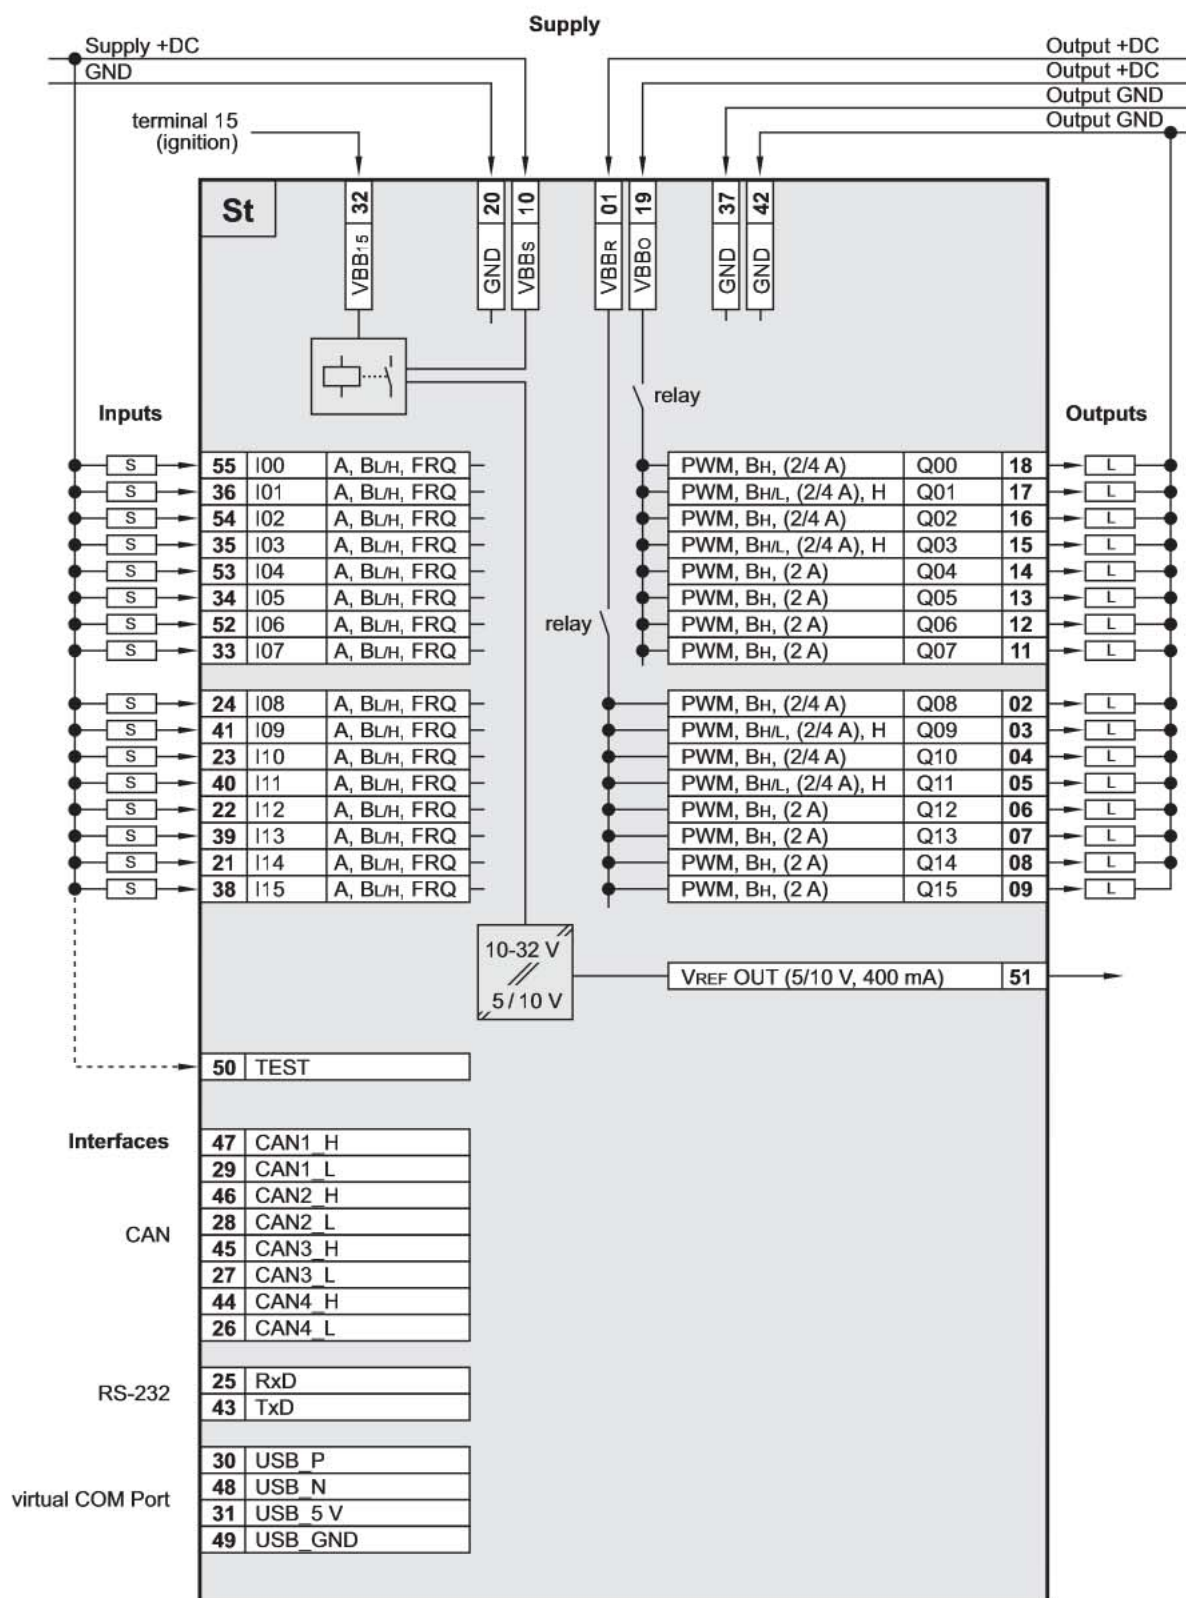 Supply
Supply +DC
GND
Output +DC
Output +DC
Output GND
Output GND
terminal 15
(ignition)
St
32 VBB15
20 GND
10 VBBS
01 VBBR
19 VBBO
37 GND
42 GND
relay
relay
Inputs
Outputs
S 55 I00 A, BL/H, FRQ
S 36 I01 A, BL/H, FRQ
S 54 I02 A, BL/H, FRQ
S 35 I03 A, BL/H, FRQ
S 53 I04 A, BL/H, FRQ
S 34 I05 A, BL/H, FRQ
S 52 I06 A, BL/H, FRQ
S 33 I07 A, BL/H, FRQ
S 24 I08 A, BL/H, FRQ
S 41 I09 A, BL/H, FRQ
S 23 I10 A, BL/H, FRQ
S 40 I11 A, BL/H, FRQ
S 22 I12 A, BL/H, FRQ
S 39 I13 A, BL/H, FRQ
S 21 I14 A, BL/H, FRQ
S 38 I15 A, BL/H, FRQ
PWM, BH, (2/4 A) Q00 18 L
PWM, BH/L, (2/4 A), H Q01 17 L
PWM, BH, (2/4 A) Q02 16 L
PWM, BH/L, (2/4 A), H Q03 15 L
PWM, BH, (2 A) Q04 14 L
PWM, BH, (2 A) Q05 13 L
PWM, BH, (2 A) Q06 12 L
PWM, BH, (2 A) Q07 11 L
PWM, BH, (2/4 A) Q08 02 L
PWM, BH/L, (2/4 A), H Q09 03 L
PWM, BH, (2/4 A) Q10 04 L
PWM, BH/L, (2/4 A), H Q11 05 L
PWM, BH, (2 A) Q12 06 L
PWM, BH, (2 A) Q13 07 L
PWM, BH, (2 A) Q14 08 L
PWM, BH, (2 A) Q15 09 L
10-32 V
5 / 10 V
VREF OUT (5/10 V, 400 mA) 51
50 TEST
Interfaces
CAN
47 CAN1_H
29 CAN1_L
46 CAN2_H
28 CAN2_L
45 CAN3_H
27 CAN3_L
44 CAN4_H
26 CAN4_L
RS-232
25 RxD
43 TxD
virtual COM Port
30 USB_P
48 USB_N
31 USB_5 V
49 USB_GND